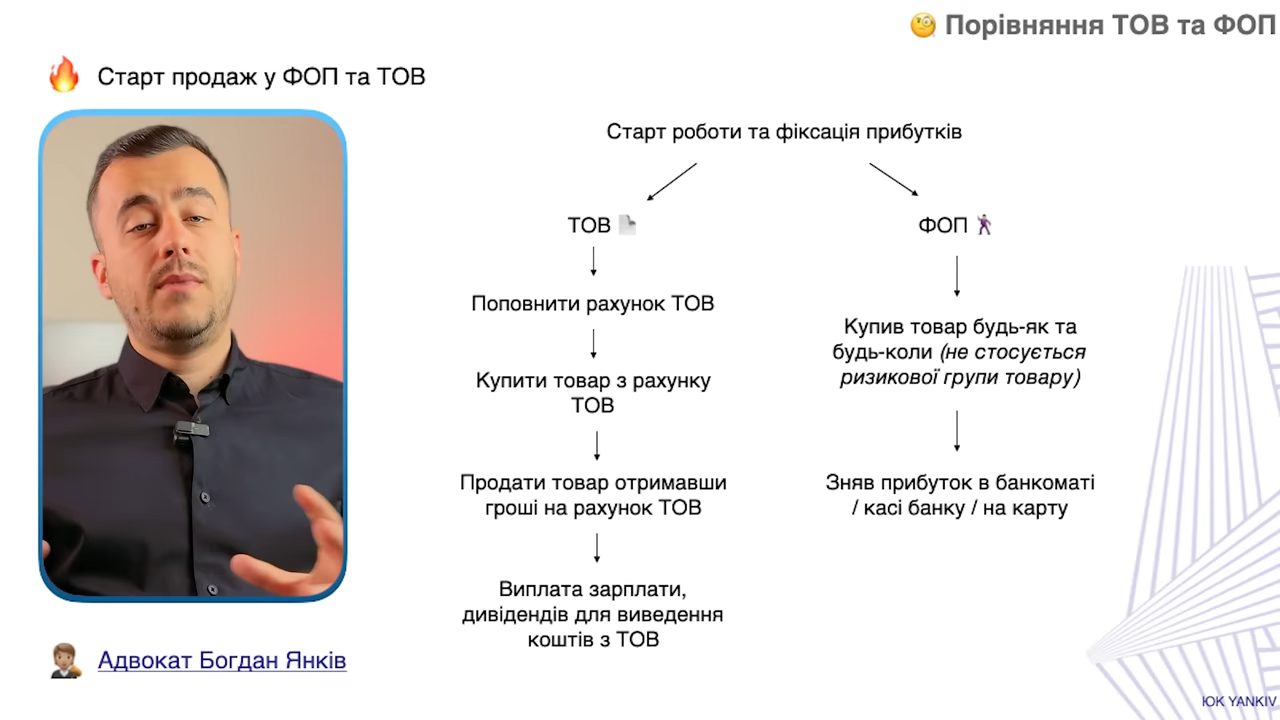 Порівняння ТОВ та ФОП
Старт продаж у ФОП та ТОВ
Старт роботи та фіксація прибутків
ТОВ
Поповнити рахунок ТОВ
Купити товар з рахунку
ТОВ
Продати товар отримавши
гроші на рахунок ТОВ
Виплата зарплати,
дивідендів для виведення
коштів з ТОВ
ФОП
Купив товар будь-як та
будь-коли (не стосується
ризикової групи товару)
Зняв прибуток в банкоматі
/ касі банку / на карту
Адвокат Богдан Янків
ЮК YANKIV